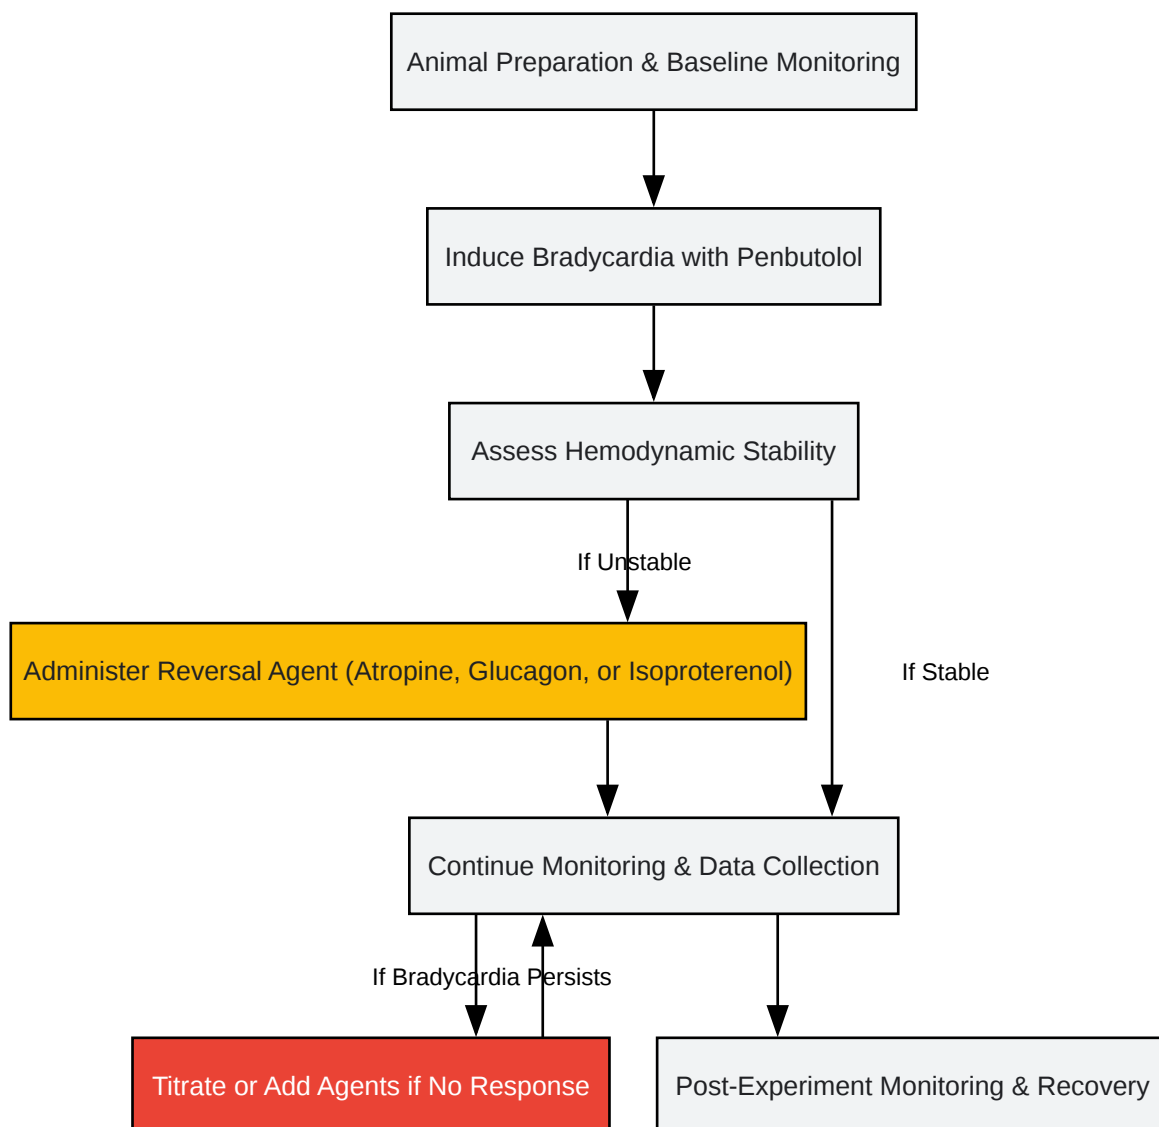 Animal Preparation & Baseline Monitoring
Induce Bradycardia with Penbutolol
Assess Hemodynamic Stability
If Unstable
Administer Reversal Agent (Atropine, Glucagon, or Isoproterenol)
If Stable
Continue Monitoring & Data Collection
If Bradycardia Persists
Titrate or Add Agents if No Response
Post-Experiment Monitoring & Recovery